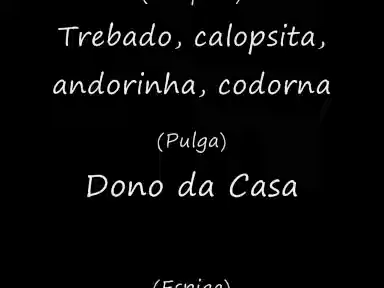 Trebado, calopsita,
andorinha, codorna
(Pulga)
Dono da Casa